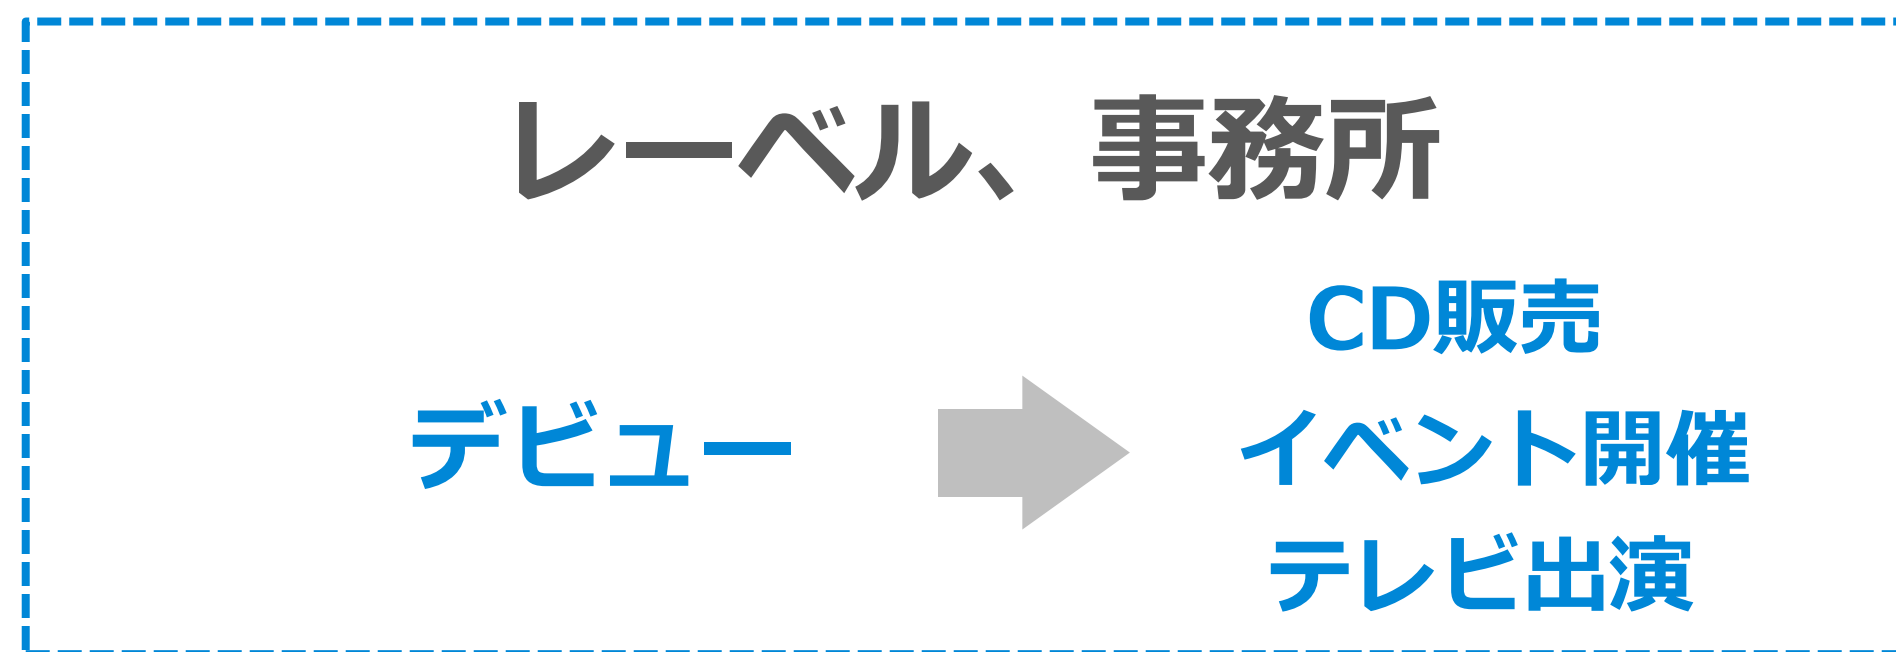 レーベル、事務所
デビュー
CD販売
イベント開催
テレビ出演